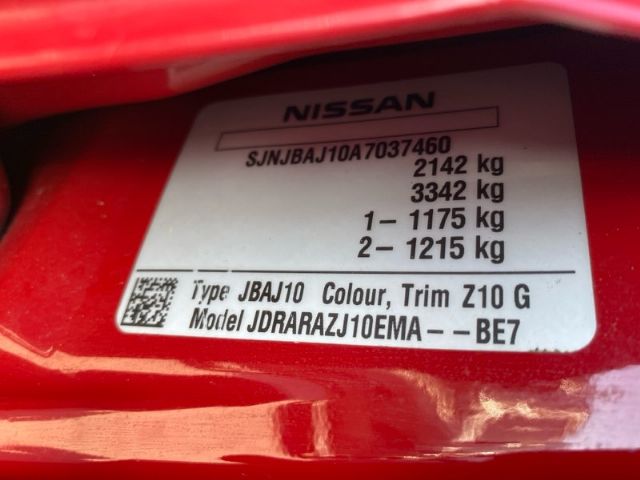 NISSAN
SJNJBAJ10A7037460
2142 kg
3342 kg
1- 1175 kg
2- 1215 kg
Type JBAJ10 Colour, Trim Z10 G
Model JDRARAZJ10EMA - - BE7